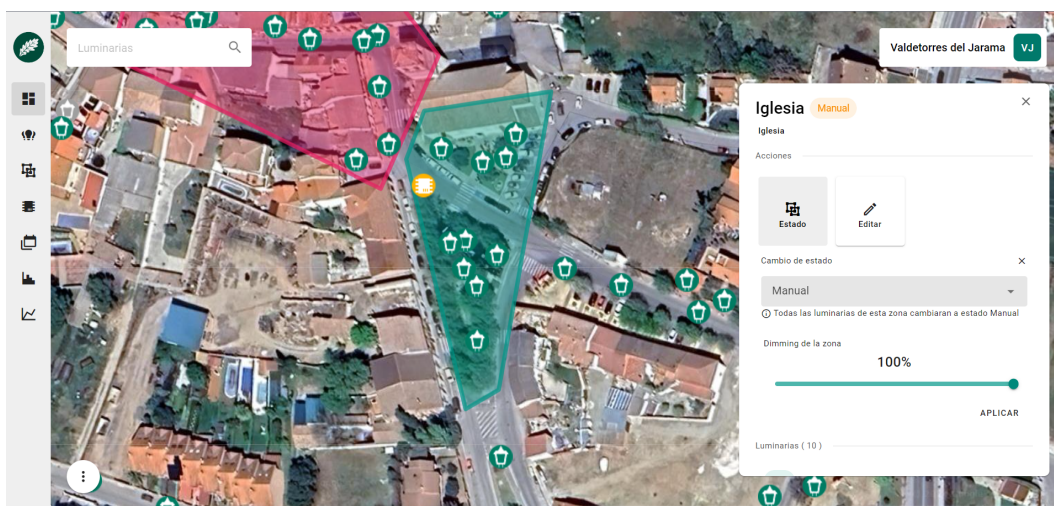 Luminarias
Valdetorres del Jarama
VJ
Iglesia
Manual
Iglesia
Acciones
Estado
Editar
Cambio de estado
Manual
Todas las luminarias de esta zona cambiaran a estado Manual
Dimming de la zona
100%
APLICAR
Luminarias ( 10 )